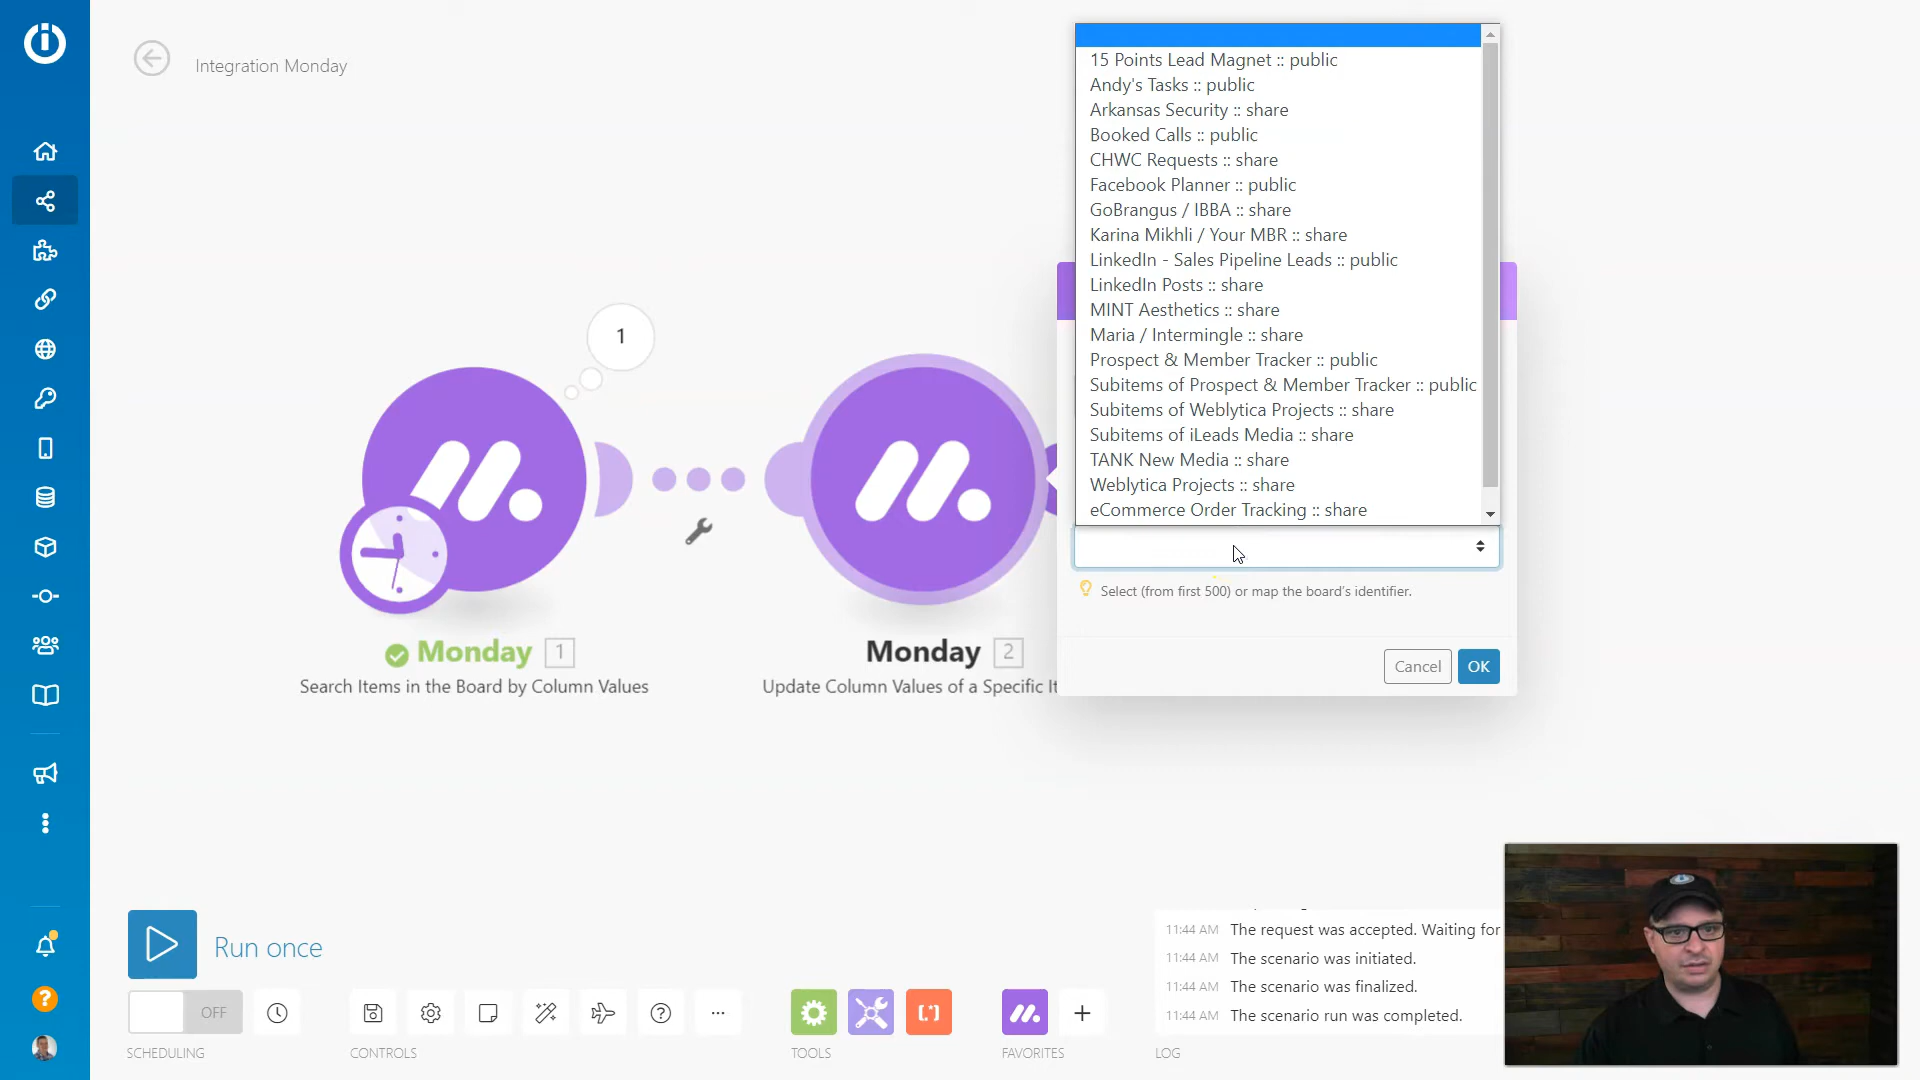 Integration Monday
15 Points Lead Magnet :: public
Andy's Tasks :: public
Arkansas Security :: share
Booked Calls :: public
CHWC Requests :: share
Facebook Planner :: public
GoBrangus / IBBA :: share
Karina Mikhli / Your MBR :: share
LinkedIn - Sales Pipeline Leads :: public
LinkedIn Posts :: share
MINT Aesthetics :: share
Maria / Intermingle :: share
Prospect & Member Tracker :: public
Subitems of Prospect & Member Tracker :: public
Subitems of Weblytica Projects :: share
Subitems of iLeads Media :: share
TANK New Media :: share
Weblytica Projects :: share
eCommerce Order Tracking :: share
Select (from first 500) or map the board's identifier.
Cancel
OK
1
Monday 1
Search Items in the Board by Column Values
Monday 2
Update Column Values of a Specific It
Run once
OFF
SCHEDULING
CONTROLS
TOOLS
FAVORITES
11:44 AM The request was accepted. Waiting for
11:44 AM The scenario was initiated.
11:44 AM The scenario was finalized.
11:44 AM The scenario run was completed.
LOG